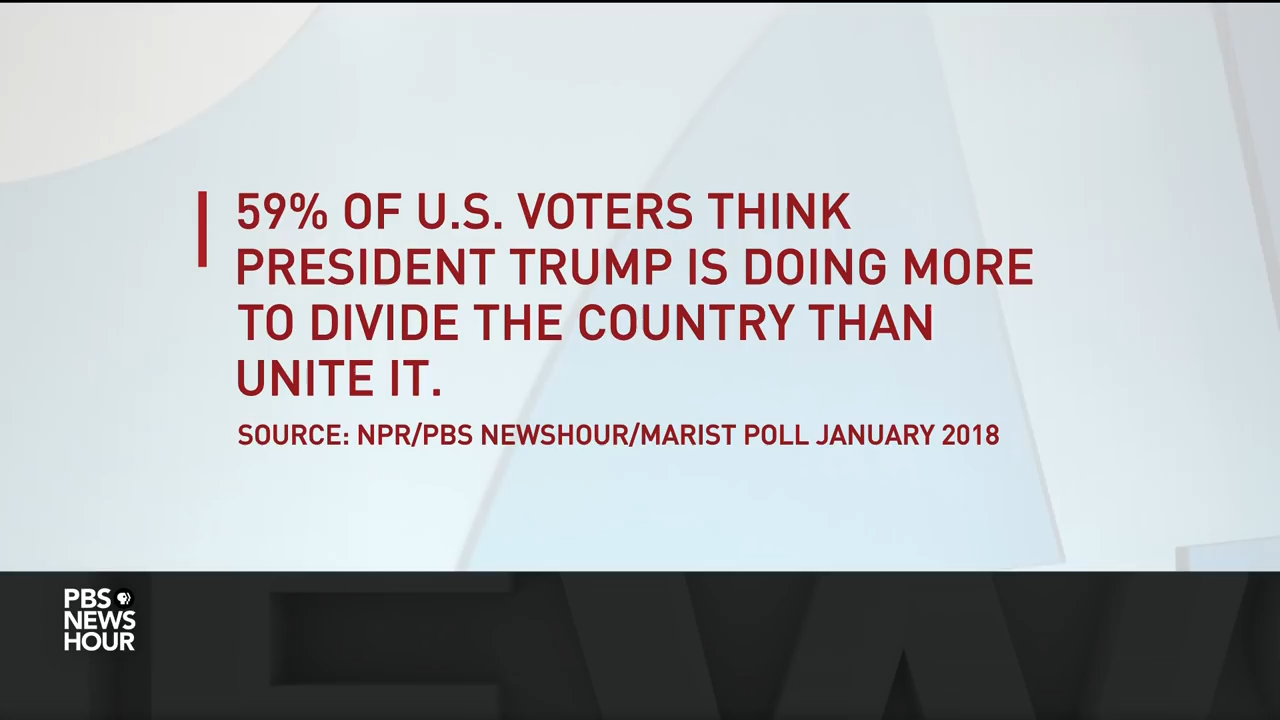 59% OF U.S. VOTERS THINK
PRESIDENT TRUMP IS DOING MORE
TO DIVIDE THE COUNTRY THAN
UNITE IT.
SOURCE: NPR/PBS NEWSHOUR/MARIST POLL JANUARY 2018
PBS
NEWS
HOUR